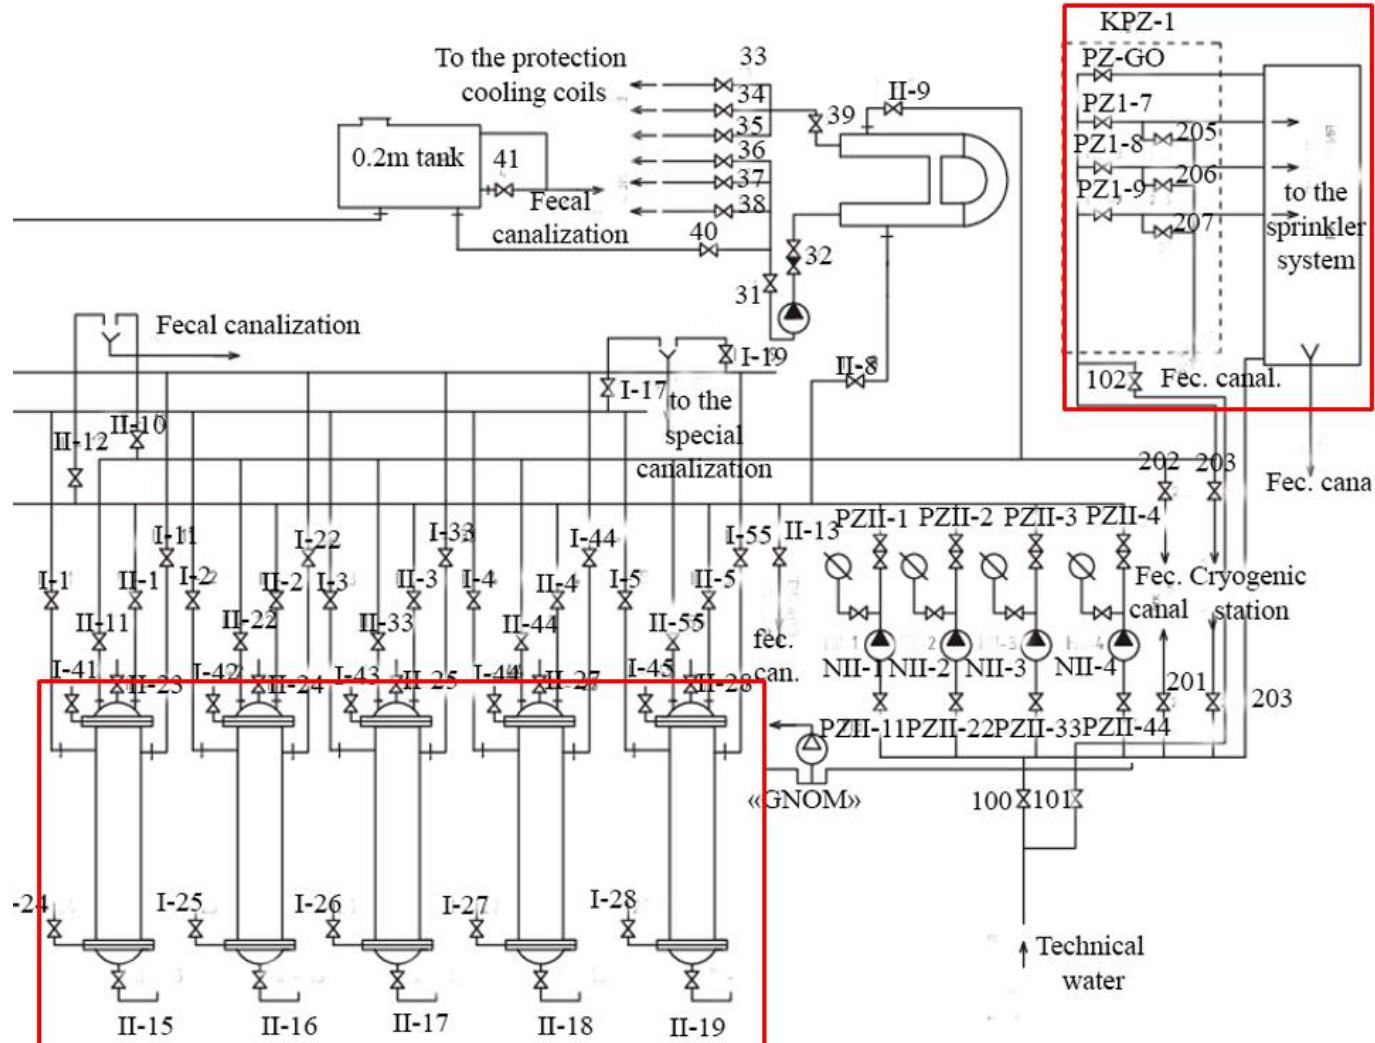 KPZ-1
To the protection
cooling coils
33
34
35
36
37
38
39
II-9
PZ-GO
PZ1-7
205
PZ1-8
206
PZ1-9
207
to the
sprinkler
system
0.2m tank
41
Fecal
canalization
40
32
31
Fecal canalization
I-19
I-17
II-8
102
Fec. canal.
to the
special
canalization
II-10
II-12
202
203
Fec. cana
PZII-1
PZII-2
PZII-3
PZII-4
I-11
I-22
I-33
I-44
I-55
II-13
I-1
II-1
I-2
II-2
I-3
II-3
I-4
II-4
I-5
II-5
Fec.
canal
Cryogenic
station
II-11
II-22
II-33
II-44
II-55
fec.
can.
I-41
II-23
I-42
II-24
I-43
II-25
I-44
II-27
I-45
II-28
NII-1
NII-2
NII-3
NII-4
201
203
PZII-11
PZII-22
PZII-33
PZII-44
«GNOM»
100
101
-24
I-25
I-26
I-27
I-28
Technical
water
II-15
II-16
II-17
II-18
II-19